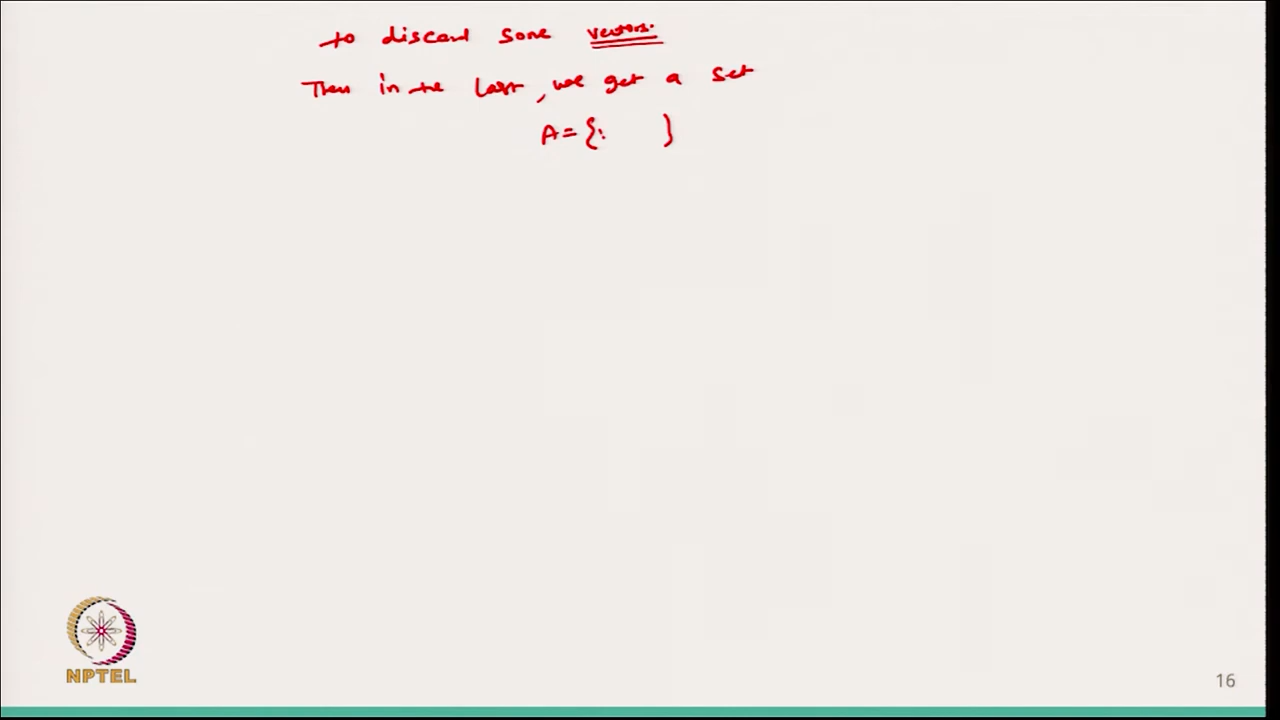 to discard some vectors.
Then in the last, we get a set
A = { }
NPTEL
16